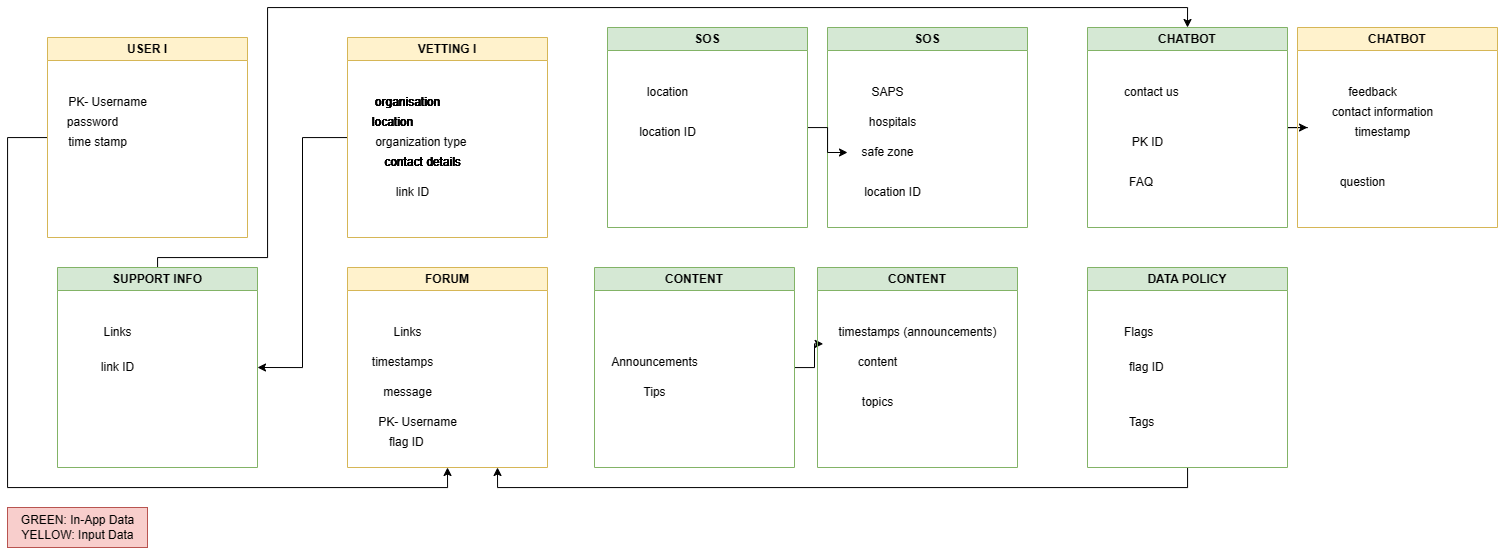 USER I
PK- Username
password
time stamp
VETTING I
organisation
location
organization type
contact details
link ID
SOS
location
location ID
SOS
SAPS
hospitals
safe zone
location ID
CHATBOT
contact us
PK ID
FAQ
CHATBOT
feedback
contact information
timestamp
question
SUPPORT INFO
Links
link ID
FORUM
Links
timestamps
message
PK- Username
flag ID
CONTENT
Announcements
Tips
CONTENT
timestamps (announcements)
content
topics
DATA POLICY
Flags
flag ID
Tags
GREEN: In-App Data
YELLOW: Input Data